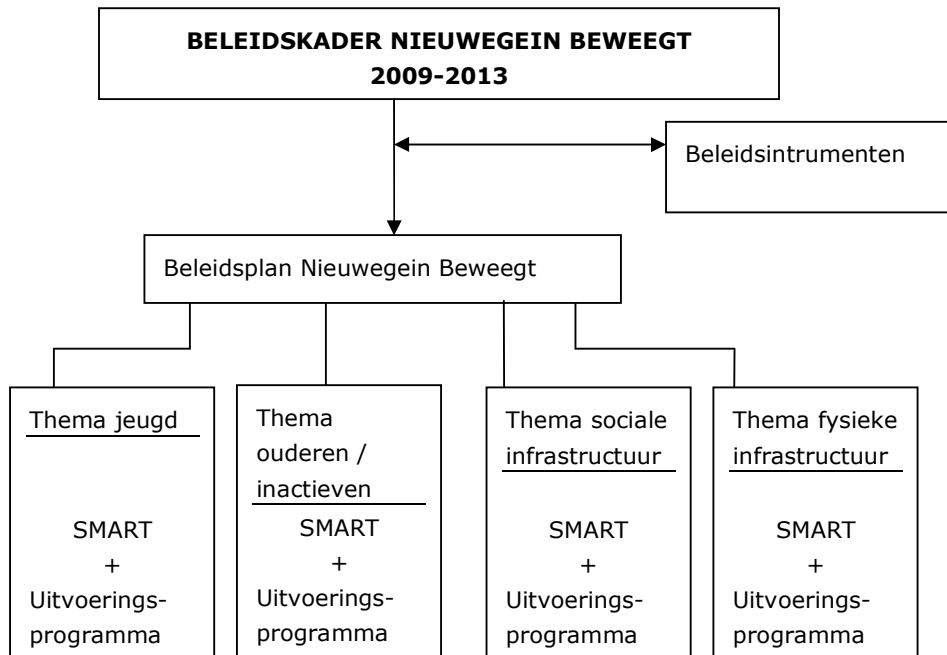 BELEIDSKADER NIEUWEGEIN BEWEEGT
2009-2013
Beleidsintrumenten
Beleidsplan Nieuwegein Beweegt
Thema jeugd
SMART
+
Uitvoerings-
programma
Thema
ouderen /
inactieven
SMART
+
Uitvoerings-
programma
Thema sociale
infrastructuur
SMART
+
Uitvoerings-
programma
Thema fysieke
infrastructuur
SMART
+
Uitvoerings-
programma